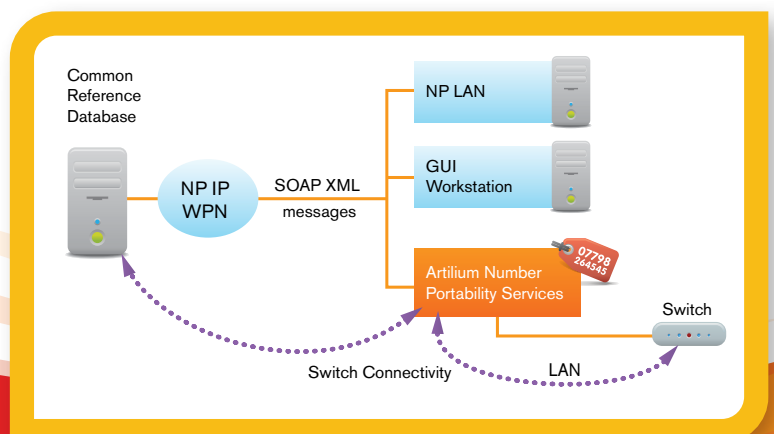 Common
Reference
Database
NP IP
WPN
SOAP XML
messages
NP LAN
GUI
Workstation
Artilium Number
Portability Services
07798
264545
Switch
Switch Connectivity
LAN